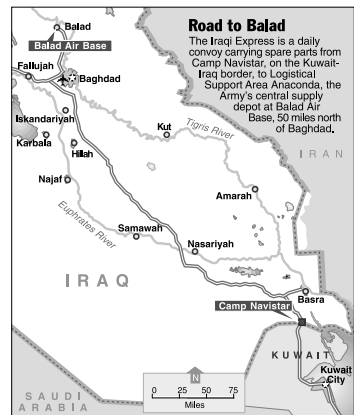 Road to Balad
The Iraqi Express is a daily
convoy carrying spare parts from
Camp Navistar, on the Kuwait-
Iraq border, to Logistical
Support Area Anaconda, the
Army's central supply
depot at Balad Air
Base, 50 miles north
of Baghdad.
Balad
Balad Air Base
Fallujah
Baghdad
Iskandariyah
Karbala
Hillah
Kut
Tigris River
IRAN
Najaf
Amarah
Euphrates River
Samawah
Nasariyah
IRAQ
Basra
Camp Navistar
KUWAIT
Kuwait
City
N
SAUDI
ARABIA
0 25 50 75
Miles